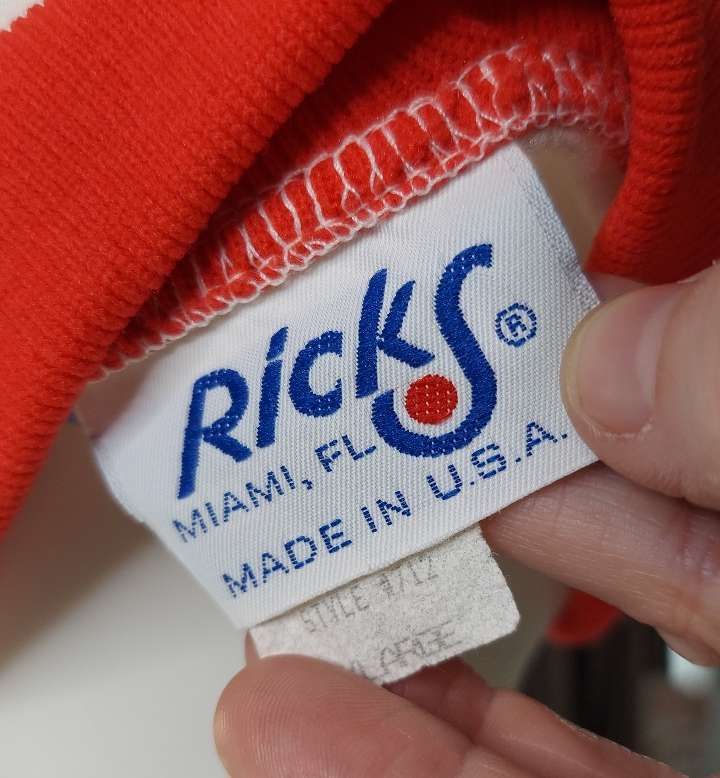 Ricks ®
MIAMI, FL
MADE IN U.S.A.
STYLE
LARGE